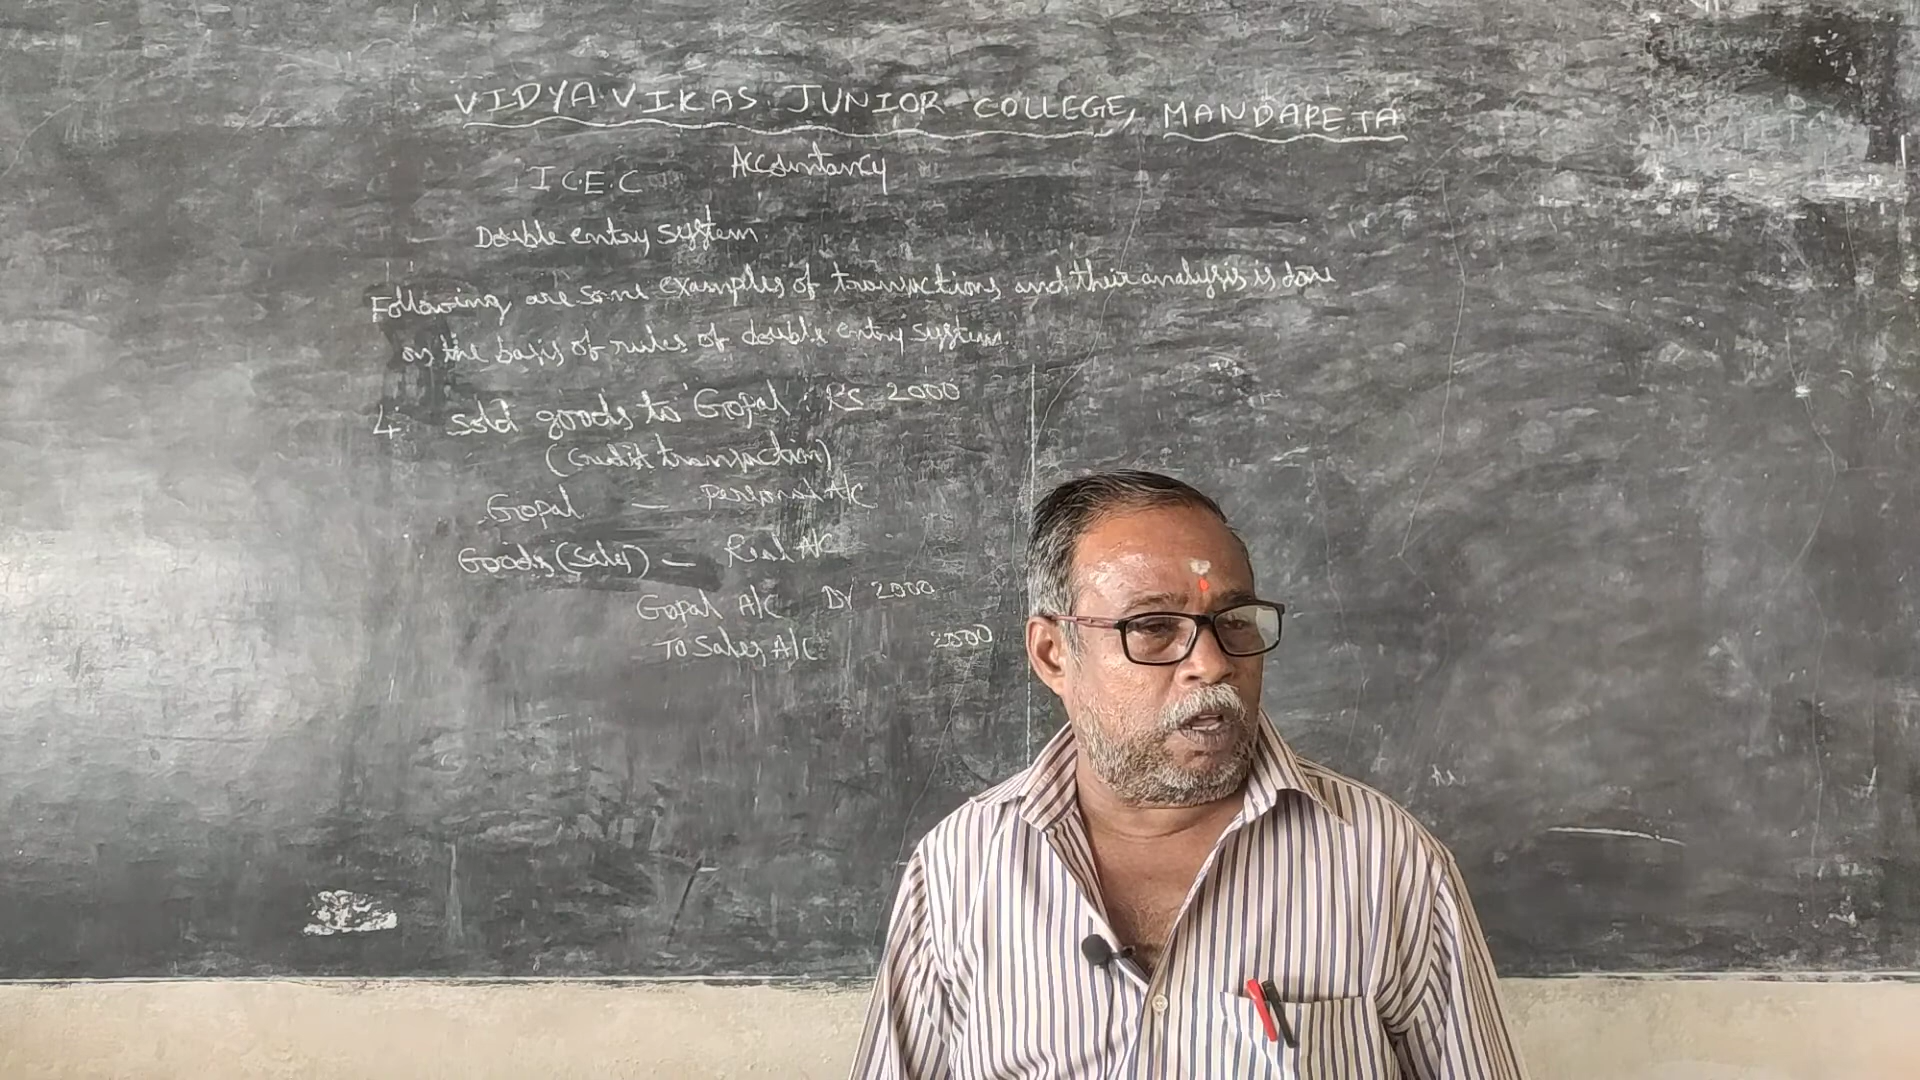 VIDYA.VIKAS JUNIOR COLLEGE, MANDAPETA
I C.E.C Accountancy
Double entry system
Following are some examples of transactions and their analysis is done
on the basis of rules of double entry system.
4. sold goods to Gopal : Rs 2000
(Credit transaction)
Gopal — personal A/c
Goods (sales) — Real A/c
Gopal A/C Dr 2000
To Sales A/C 2000